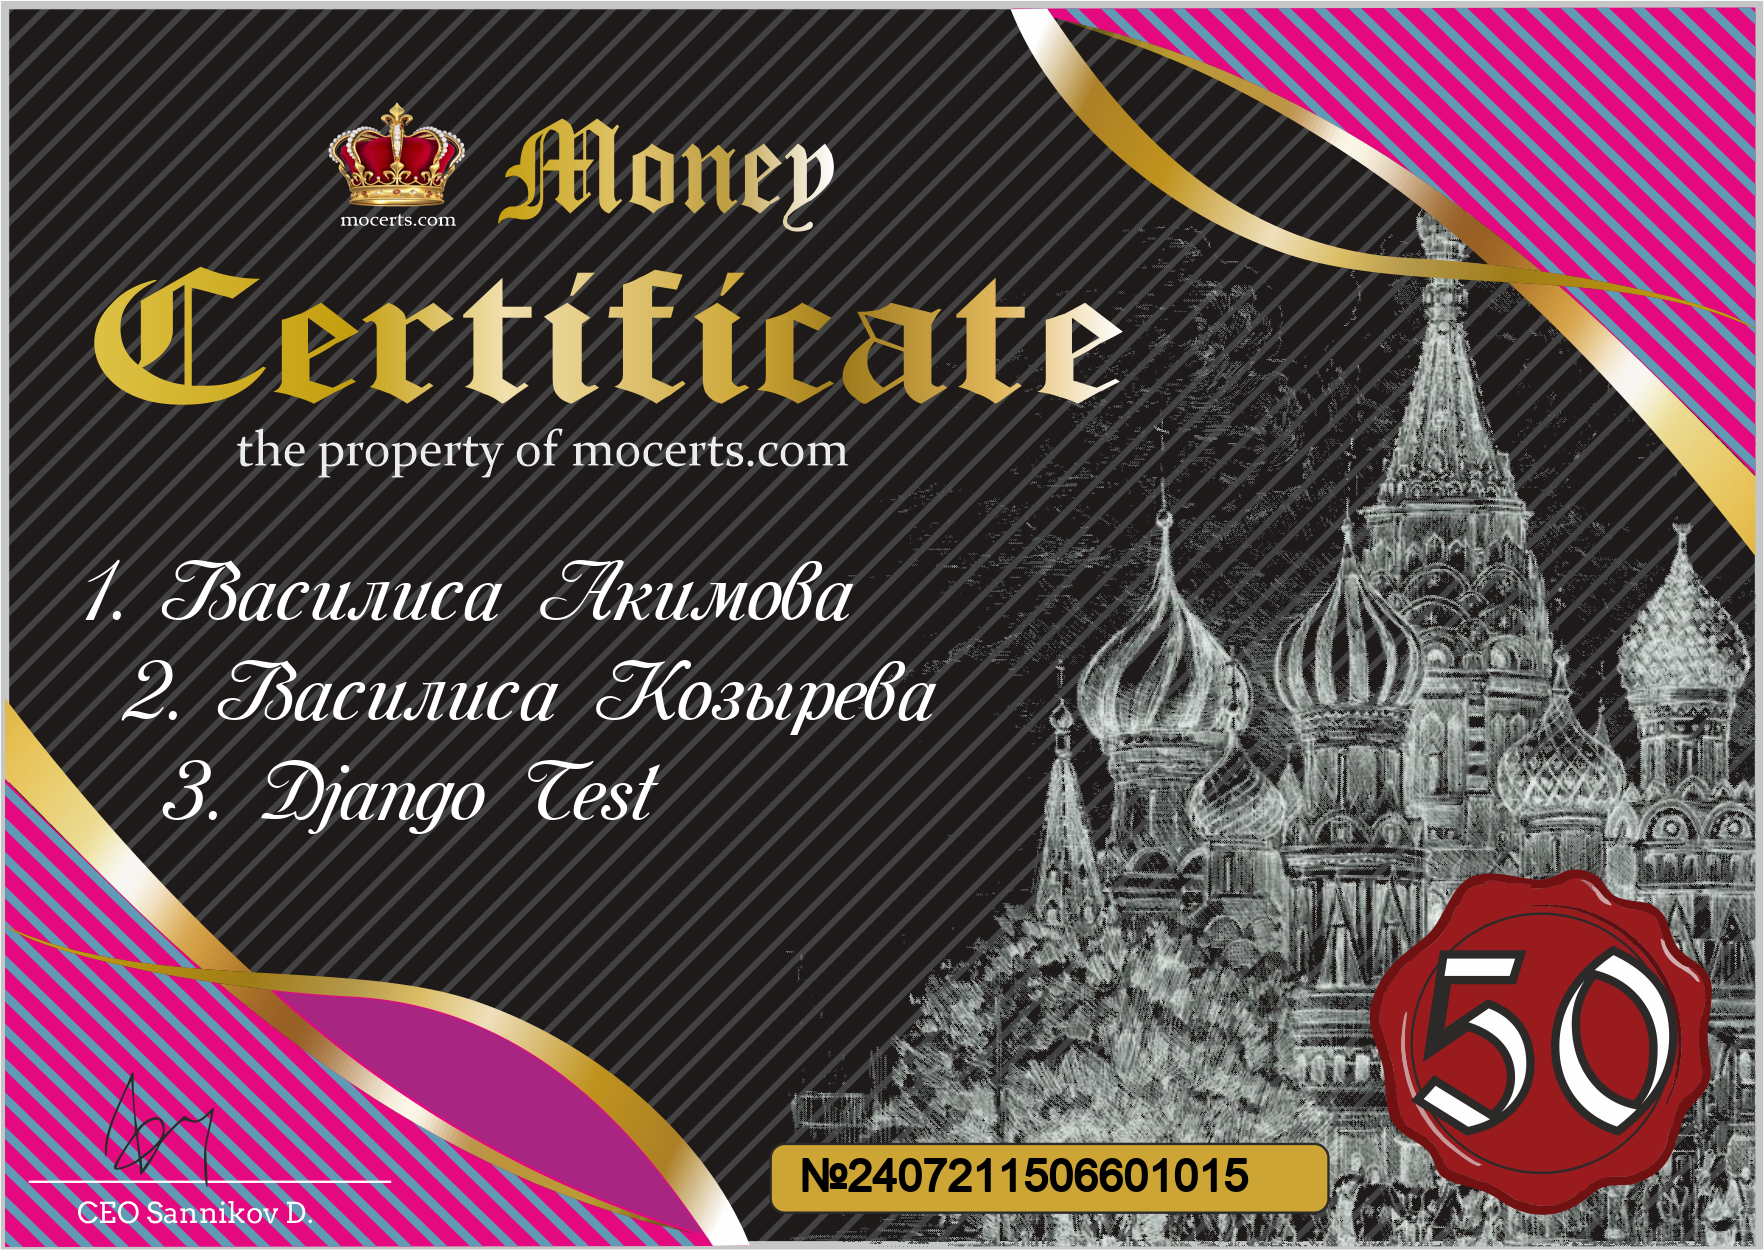 mocerts.com
Money
Certificate
the property of mocerts.com
1. Василиса Акимова
2. Василиса Козырева
3. Django Test
50
№2407211506601015
CEO Sannikov D.